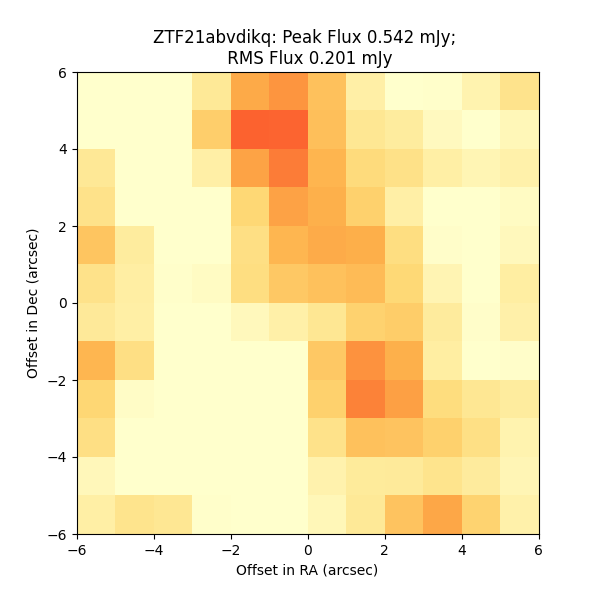 ZTF21abvdikq: Peak Flux 0.542 mJy;
RMS Flux 0.201 mJy
6
4
2
0
−2
−4
−6
Offset in Dec (arcsec)
−6 −4 −2 0 2 4 6
Offset in RA (arcsec)